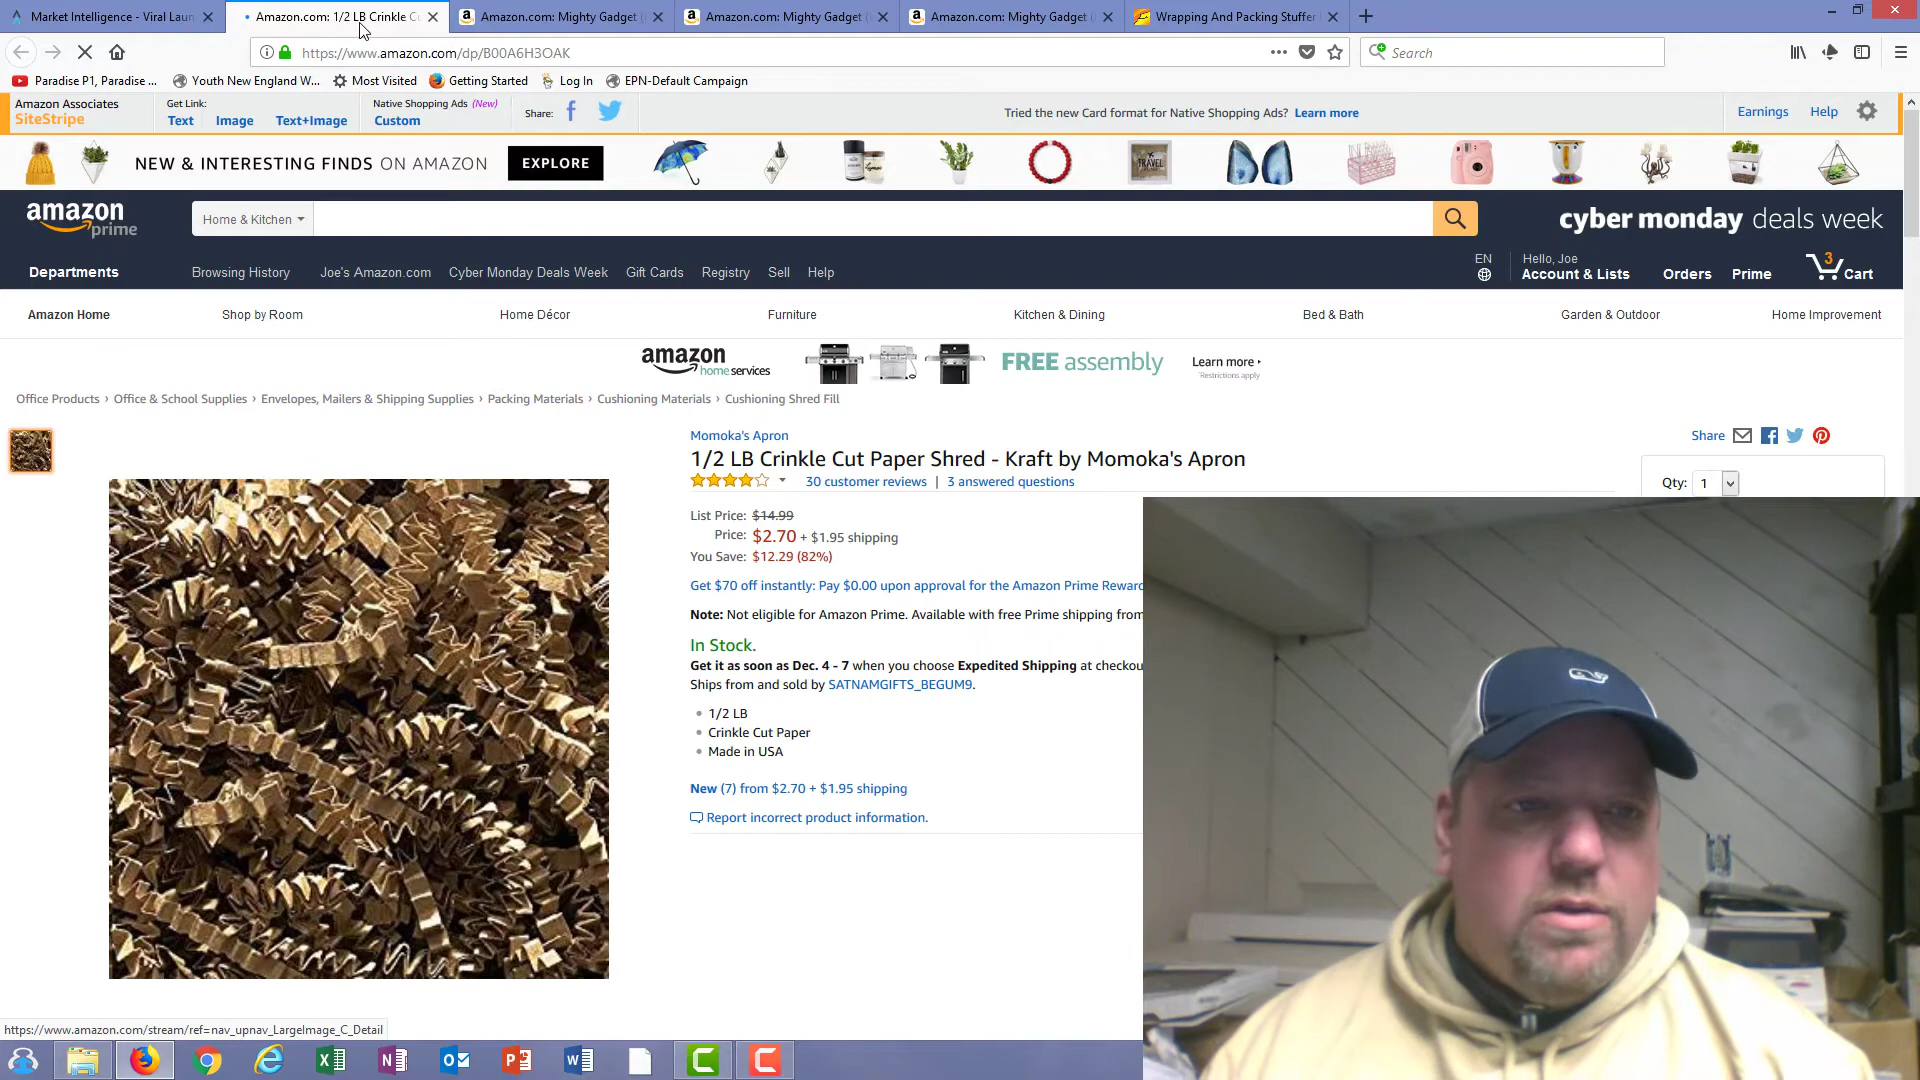 Market Intelligence - Viral Laun
Amazon.com: 1/2 LB Crinkle C
Amazon.com: Mighty Gadget (
Amazon.com: Mighty Gadget (
Amazon.com: Mighty Gadget (
Wrapping And Packing Stuffer
https://www.amazon.com/dp/B00A6H3OAK
Search
Paradise P1, Paradise ...
Youth New England W...
Most Visited
Getting Started
Log In
EPN-Default Campaign
Amazon Associates
SiteStripe
Get Link:
Text
Image
Text+Image
Native Shopping Ads (New)
Custom
Share:
Tried the new Card format for Native Shopping Ads? Learn more
Earnings
Help
NEW & INTERESTING FINDS ON AMAZON
EXPLORE
TRAVEL
amazon
prime
Home & Kitchen
cyber monday deals week
Departments
Browsing History
Joe's Amazon.com
Cyber Monday Deals Week
Gift Cards
Registry
Sell
Help
EN
Hello, Joe
Account & Lists
Orders
Prime
3
Cart
Amazon Home
Shop by Room
Home Décor
Furniture
Kitchen & Dining
Bed & Bath
Garden & Outdoor
Home Improvement
amazon
home services
FREE assembly
Learn more
*Restrictions apply
Office Products › Office & School Supplies › Envelopes, Mailers & Shipping Supplies › Packing Materials › Cushioning Materials › Cushioning Shred Fill
Momoka's Apron
Share
1/2 LB Crinkle Cut Paper Shred - Kraft by Momoka's Apron
30 customer reviews | 3 answered questions
Qty: 1
List Price: $14.99
Price: $2.70 + $1.95 shipping
You Save: $12.29 (82%)
Get $70 off instantly: Pay $0.00 upon approval for the Amazon Prime Rewar
Note: Not eligible for Amazon Prime. Available with free Prime shipping from
In Stock.
Get it as soon as Dec. 4 - 7 when you choose Expedited Shipping at checkou
Ships from and sold by SATNAMGIFTS_BEGUM9.
1/2 LB
Crinkle Cut Paper
Made in USA
New (7) from $2.70 + $1.95 shipping
Report incorrect product information.
https://www.amazon.com/stream/ref=nav_upnav_LargeImage_C_Detail